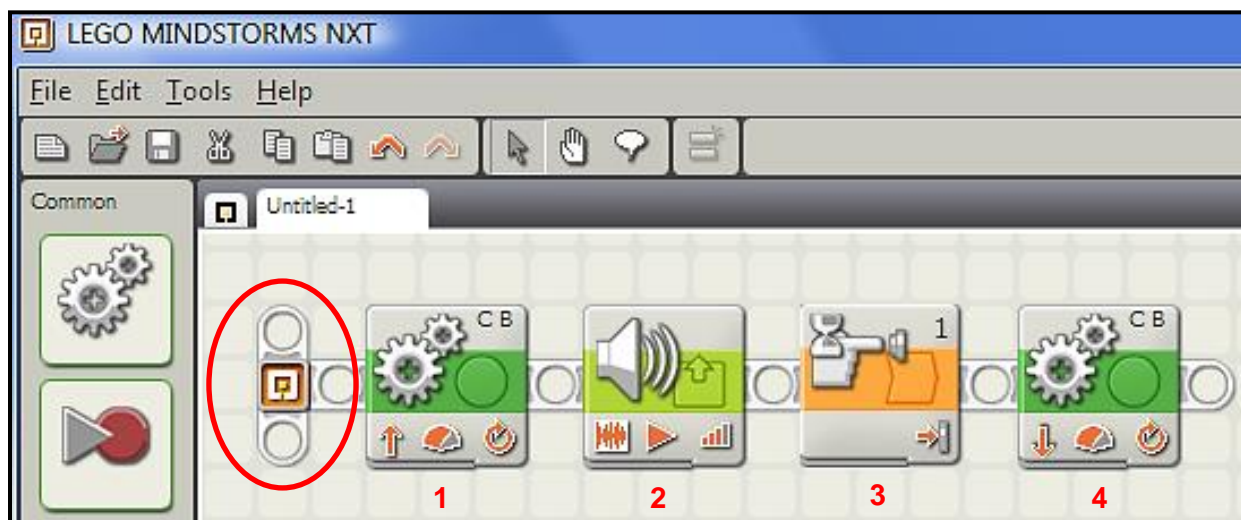 LEGO MINDSTORMS NXT
File Edit Tools Help
Common
Untitled-1
C B
1
C B
1 2 3 4